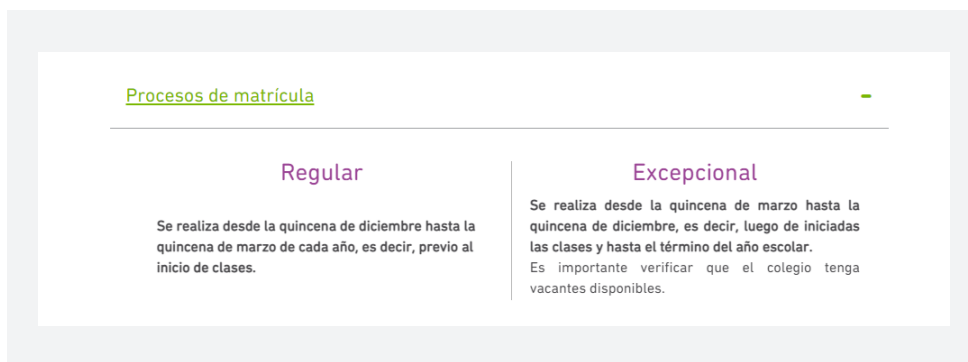 Procesos de matrícula
Regular
Se realiza desde la quincena de diciembre hasta la
quincena de marzo de cada año, es decir, previo al
inicio de clases.
Excepcional
Se realiza desde la quincena de marzo hasta la
quincena de diciembre, es decir, luego de iniciadas
las clases y hasta el término del año escolar.
Es importante verificar que el colegio tenga
vacantes disponibles.